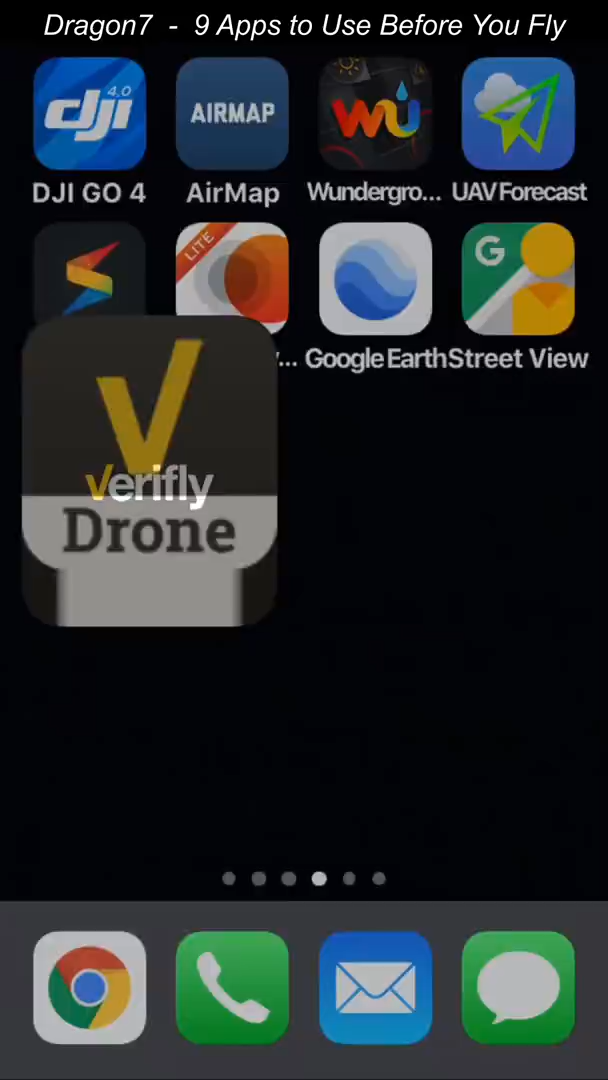 Dragon7 - 9 Apps to Use Before You Fly
dji 4.0
AIRMAP
wu
DJI GO 4
AirMap
Wundergro...
UAV Forecast
LITE
G
...
Google Earth
Street View
V
verifly
Drone